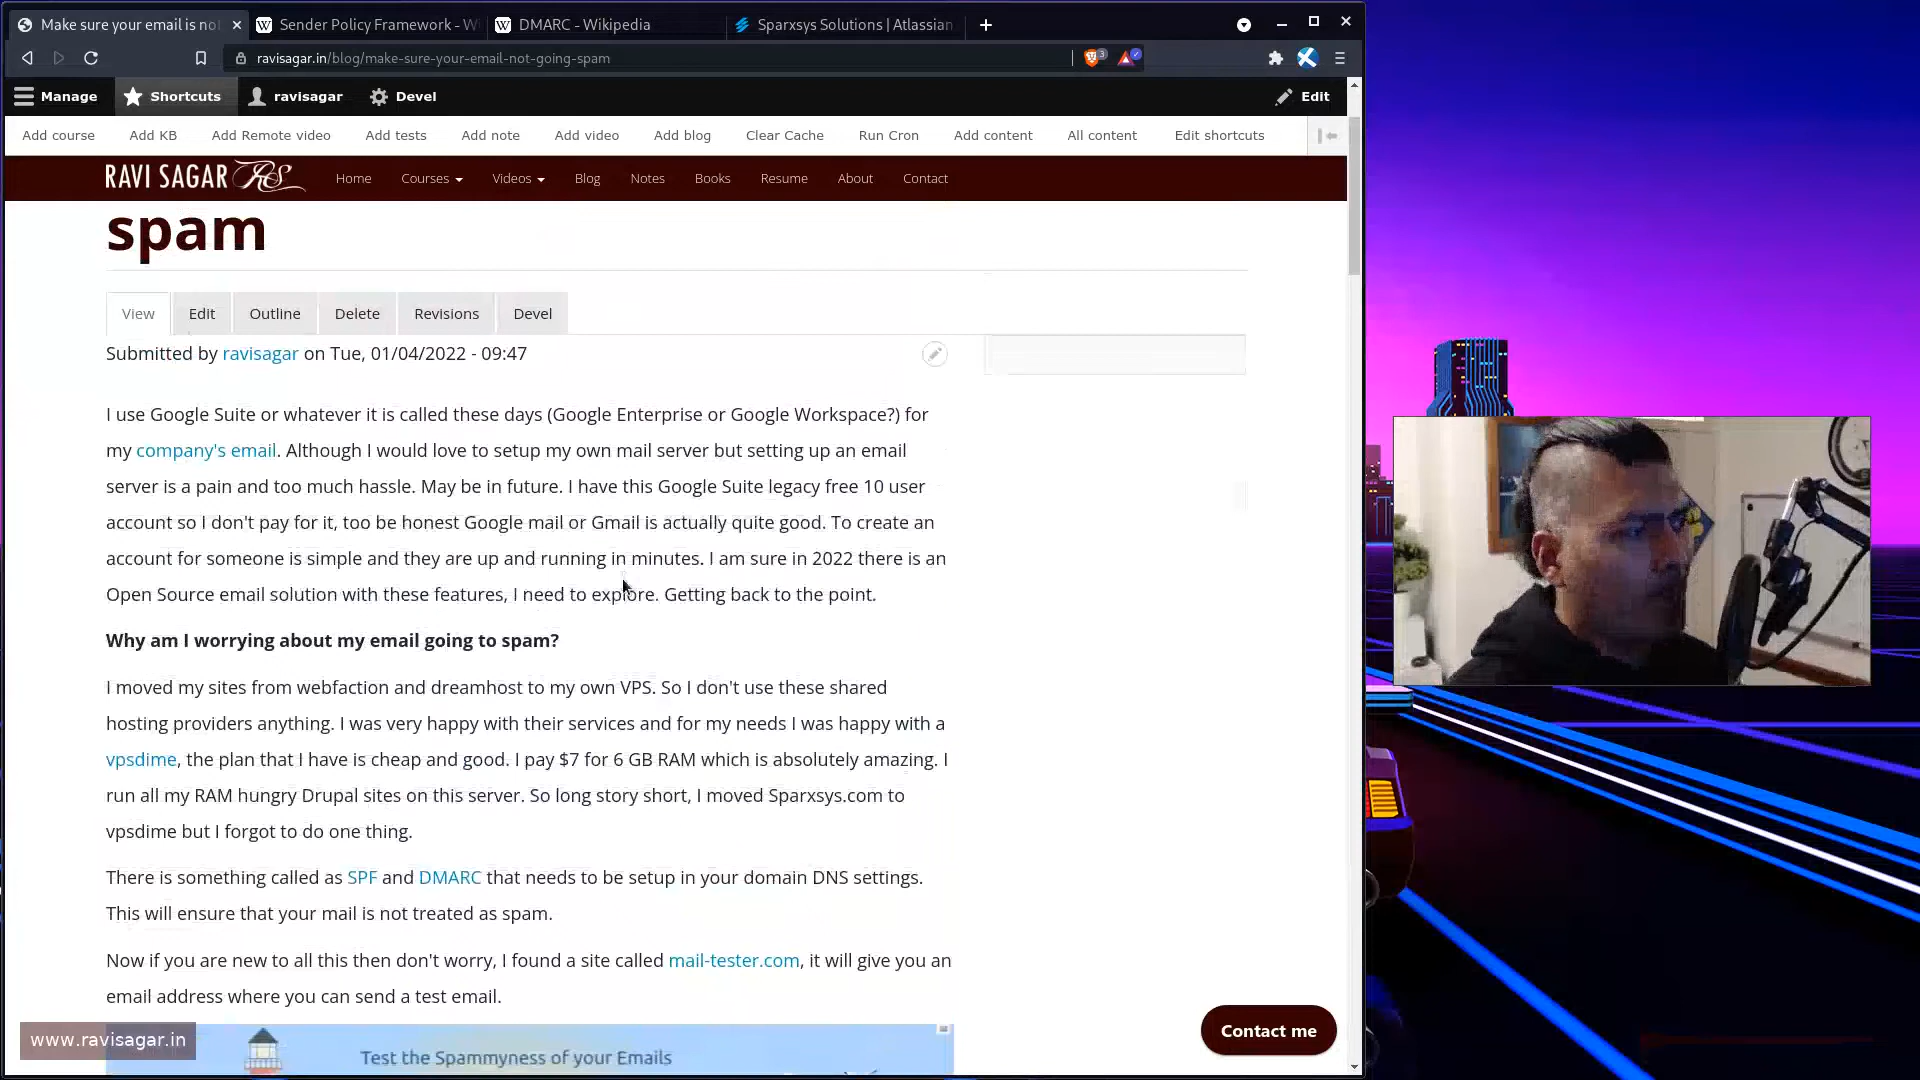 Make sure your email is no
Sender Policy Framework - W
DMARC - Wikipedia
Sparxsys Solutions | Atlassian
ravisagar.in/blog/make-sure-your-email-not-going-spam
3
Manage
Shortcuts
ravisagar
Devel
Edit
Add course
Add KB
Add Remote video
Add tests
Add note
Add video
Add blog
Clear Cache
Run Cron
Add content
All content
Edit shortcuts
RAVI SAGAR RS
Home
Courses
Videos
Blog
Notes
Books
Resume
About
Contact
spam
View
Edit
Outline
Delete
Revisions
Devel
Submitted by ravisagar on Tue, 01/04/2022 - 09:47
I use Google Suite or whatever it is called these days (Google Enterprise or Google Workspace?) for
my company's email. Although I would love to setup my own mail server but setting up an email
server is a pain and too much hassle. May be in future. I have this Google Suite legacy free 10 user
account so I don't pay for it, too be honest Google mail or Gmail is actually quite good. To create an
account for someone is simple and they are up and running in minutes. I am sure in 2022 there is an
Open Source email solution with these features, I need to explore. Getting back to the point.
Why am I worrying about my email going to spam?
I moved my sites from webfaction and dreamhost to my own VPS. So I don't use these shared
hosting providers anything. I was very happy with their services and for my needs I was happy with a
vpsdime, the plan that I have is cheap and good. I pay $7 for 6 GB RAM which is absolutely amazing. I
run all my RAM hungry Drupal sites on this server. So long story short, I moved Sparxsys.com to
vpsdime but I forgot to do one thing.
There is something called as SPF and DMARC that needs to be setup in your domain DNS settings.
This will ensure that your mail is not treated as spam.
Now if you are new to all this then don't worry, I found a site called mail-tester.com, it will give you an
email address where you can send a test email.
www.ravisagar.in
Test the Spammyness of your Emails
Contact me